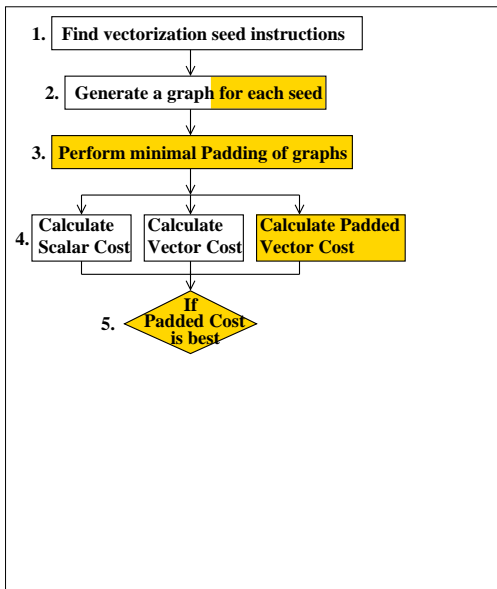 1. Find vectorization seed instructions
2. Generate a graph for each seed
3. Perform minimal Padding of graphs
4.
Calculate
Scalar Cost
Calculate
Vector Cost
Calculate Padded
Vector Cost
5.
If
Padded Cost
is best